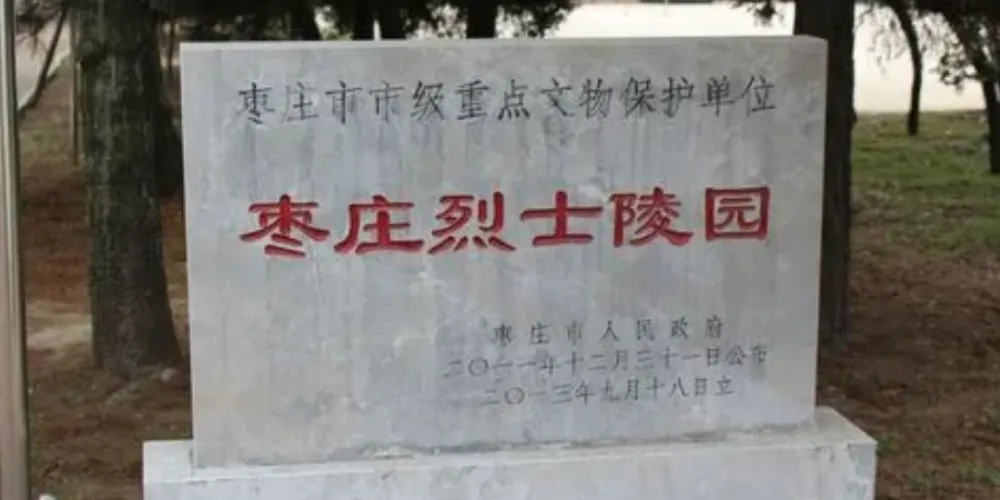 枣庄市市级重点文物保护单位
枣庄烈士陵园
枣庄市人民政府
二〇一一年十二月三十一日公布
二〇一三年九月十八日立